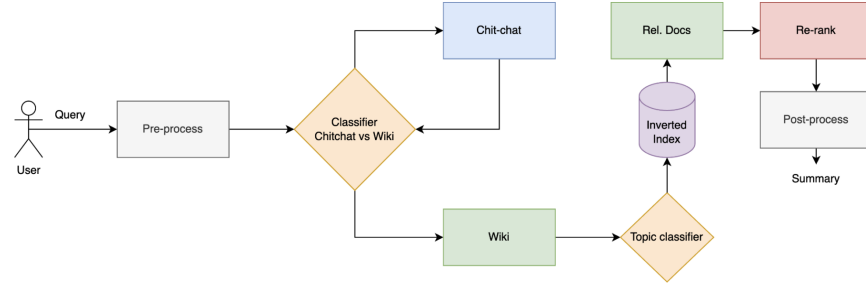 Query
User
Pre-process
Classifier
Chitchat vs Wiki
Chit-chat
Wiki
Topic classifier
Inverted
Index
Rel. Docs
Re-rank
Post-process
Summary